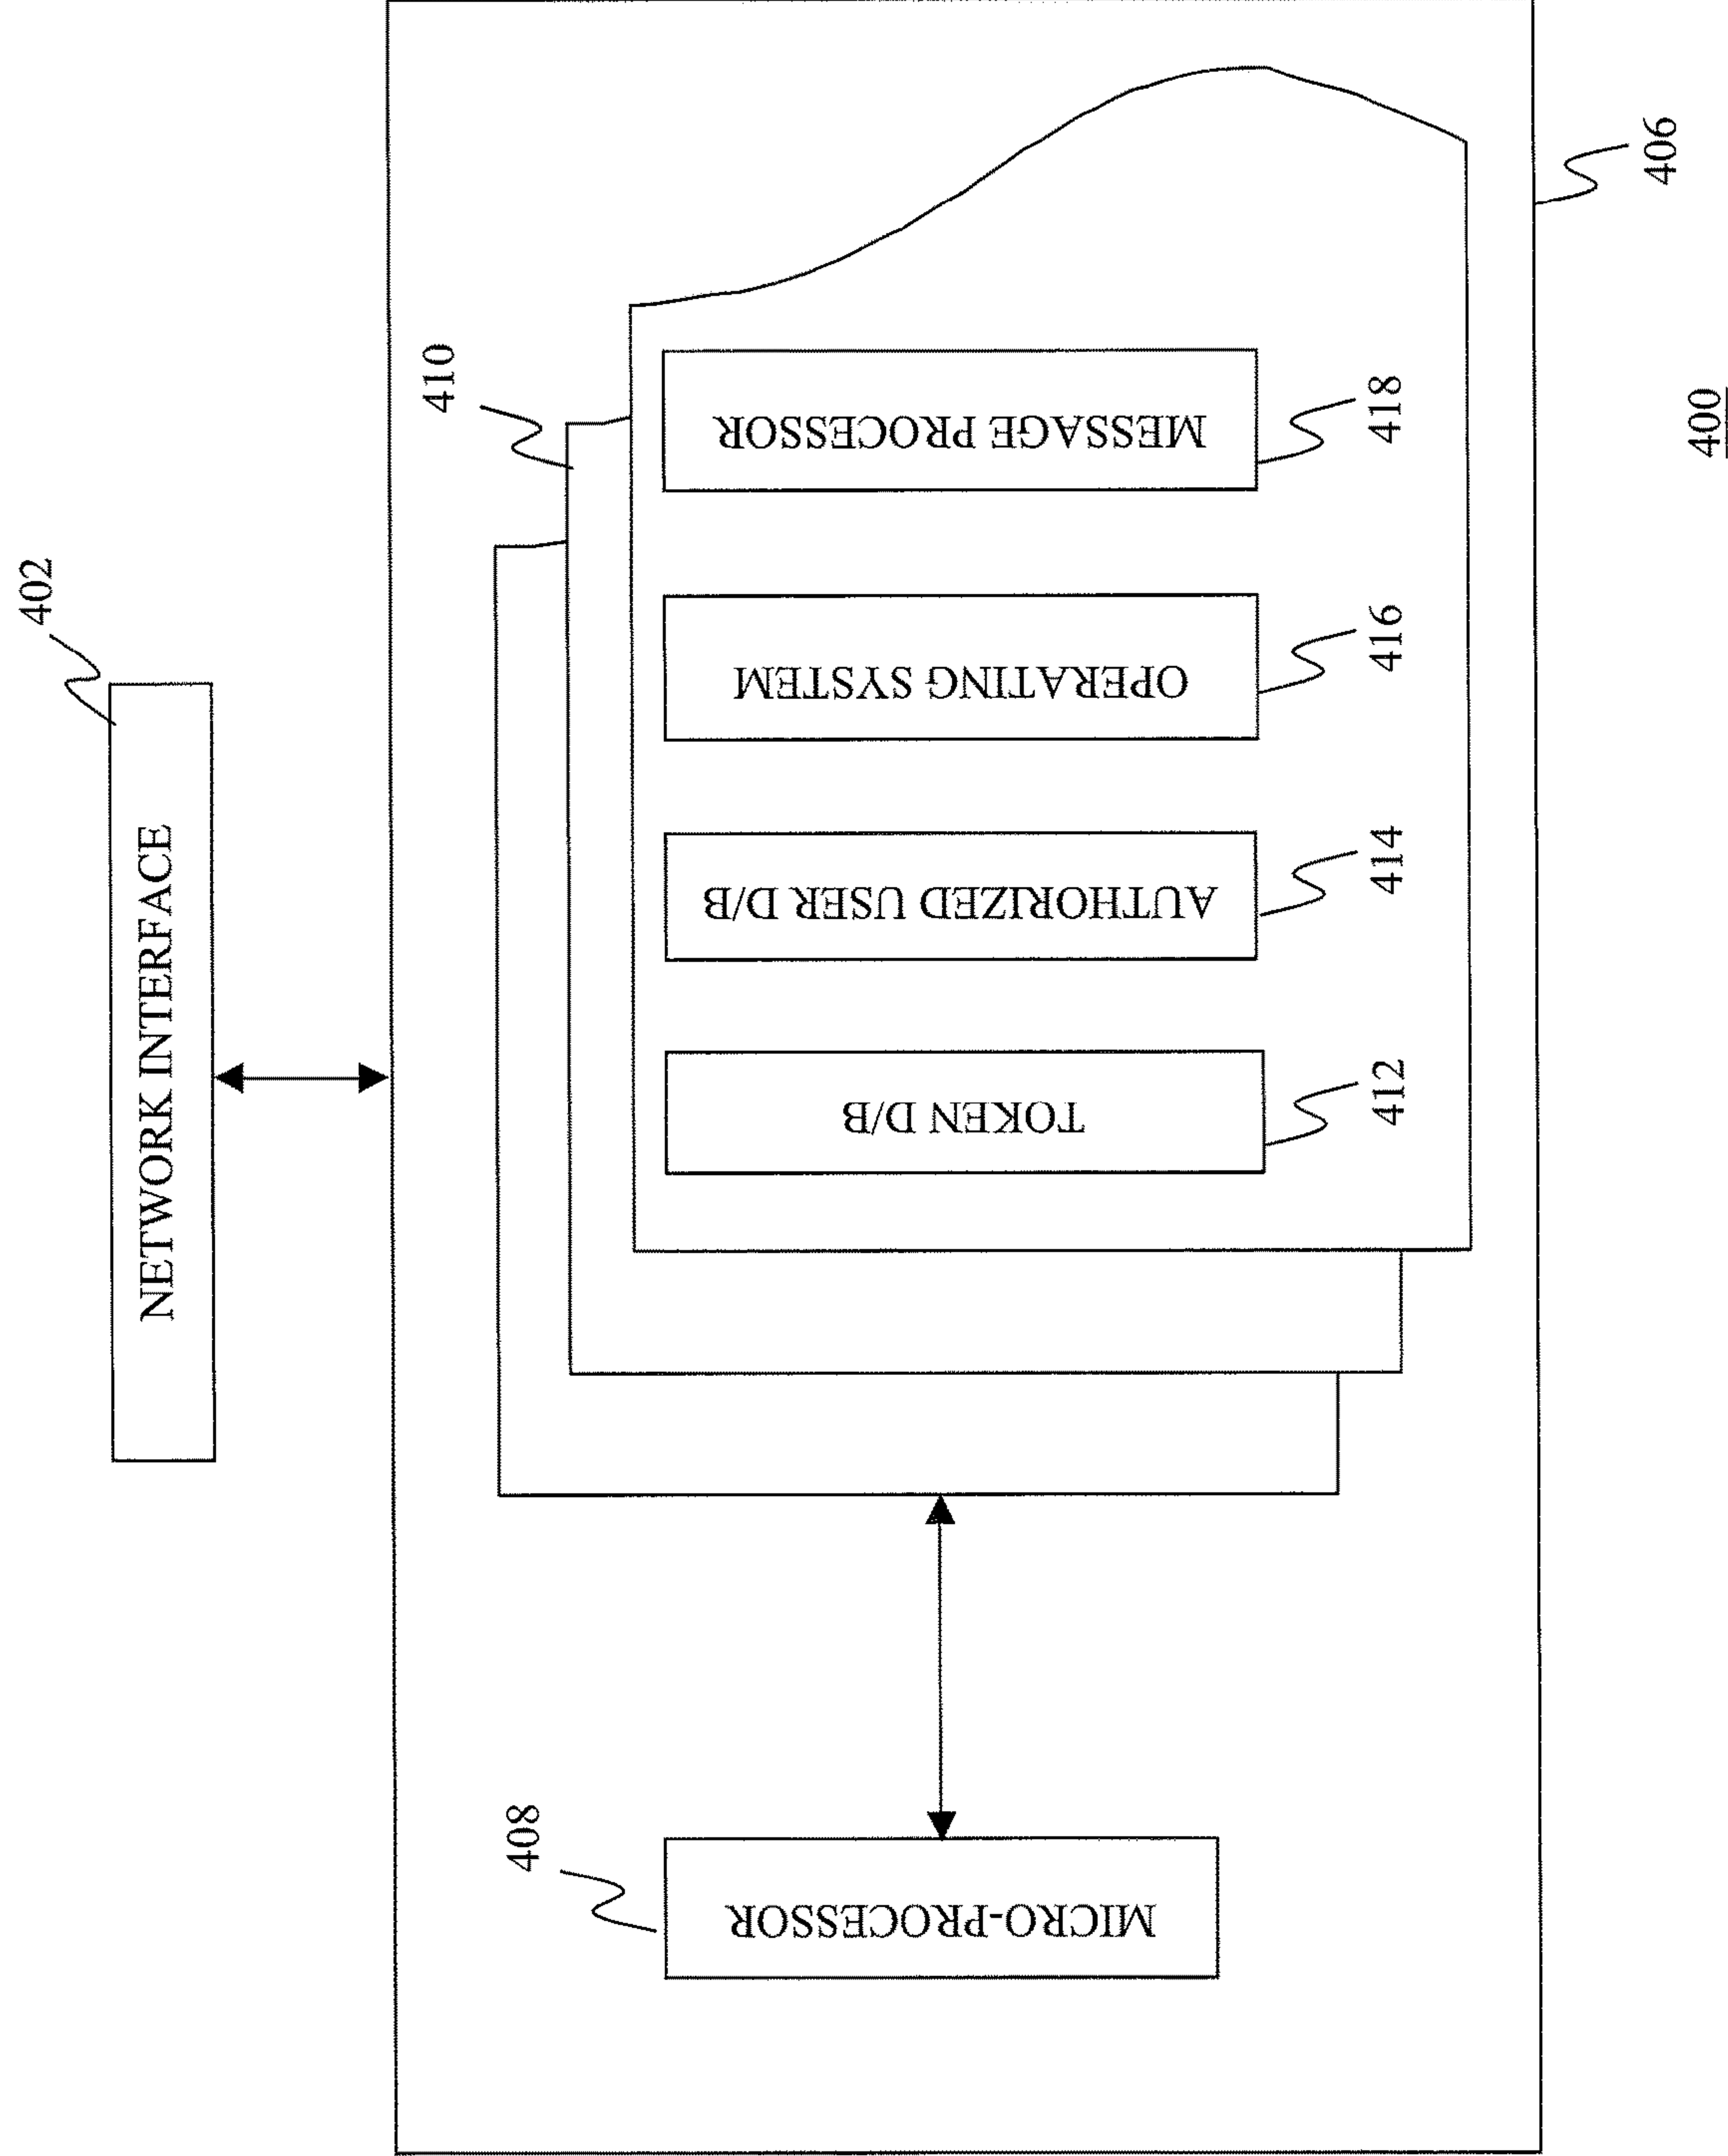 402
NETWORK INTERFACE
410
408
MICRO-PROCESSOR
TOKEN D/B
412
AUTHORIZED USER D/B
414
OPERATING SYSTEM
416
MESSAGE PROCESSOR
418
406
400